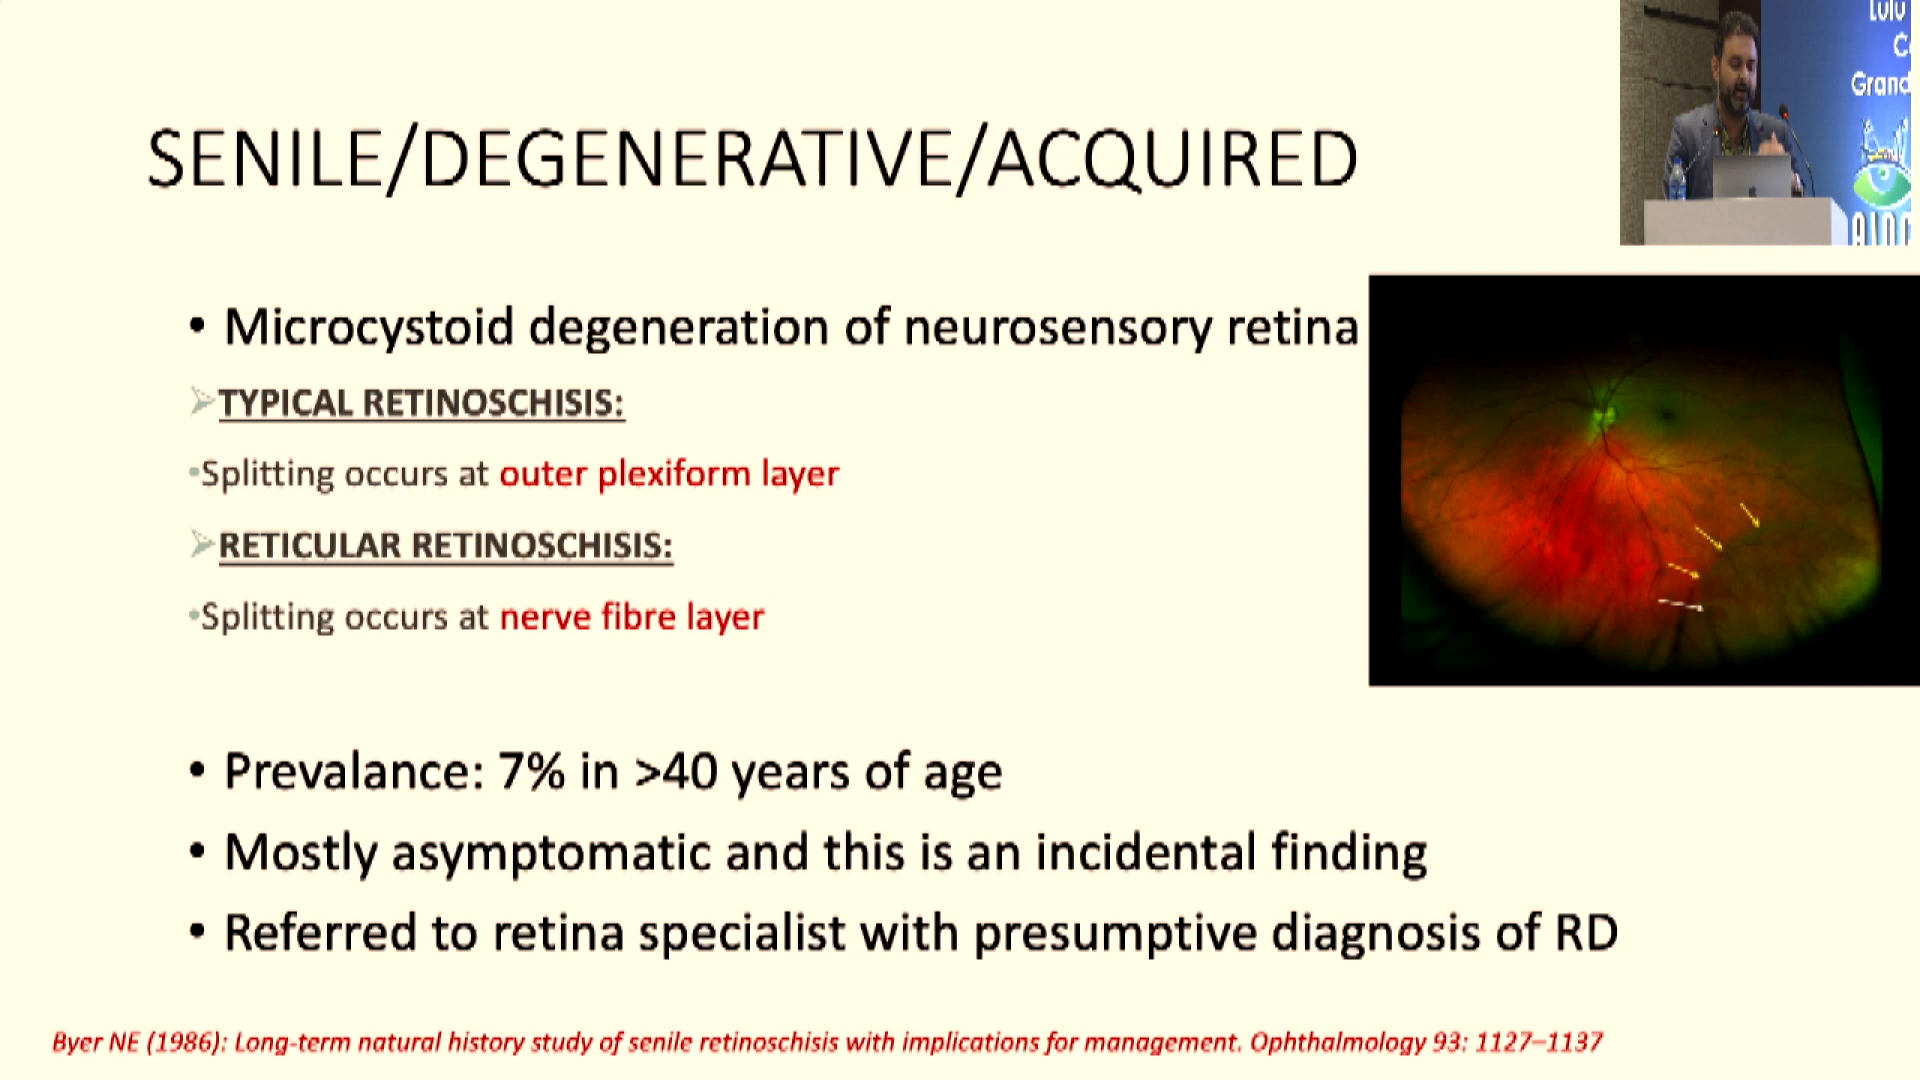 SENILE/DEGENERATIVE/ACQUIRED
• Microcystoid degeneration of neurosensory retina
➢TYPICAL RETINOSCHISIS:
•Splitting occurs at outer plexiform layer
➢RETICULAR RETINOSCHISIS:
•Splitting occurs at nerve fibre layer
• Prevalance: 7% in >40 years of age
• Mostly asymptomatic and this is an incidental finding
• Referred to retina specialist with presumptive diagnosis of RD
Byer NE (1986): Long-term natural history study of senile retinoschisis with implications for management. Ophthalmology 93: 1127–1137
Lulu
Grand